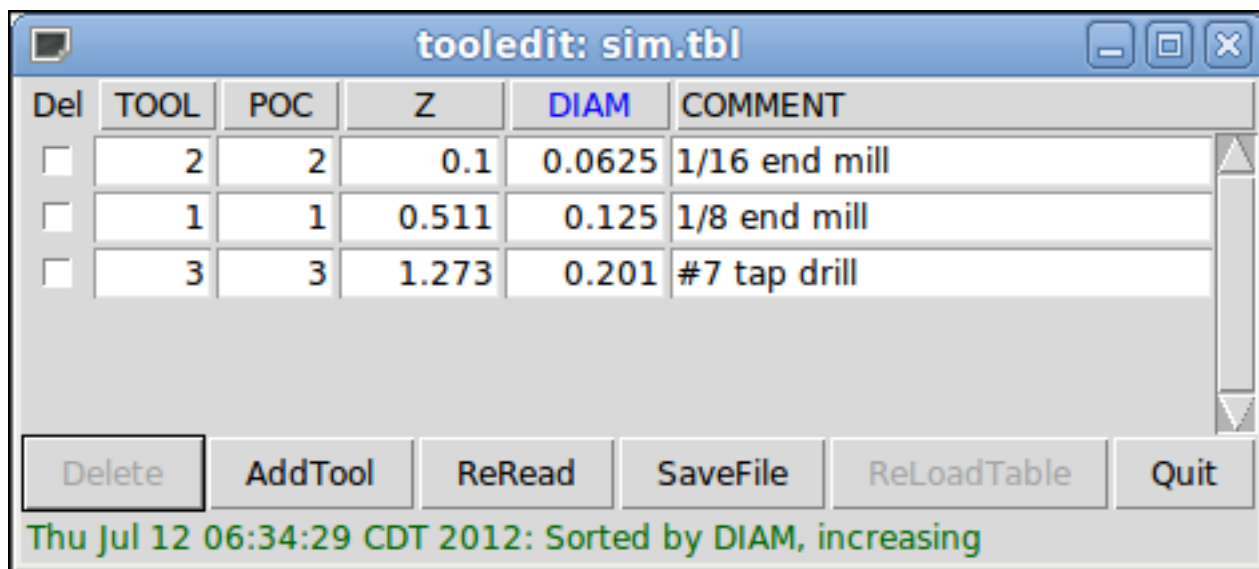 tooledit: sim.tbl
Del TOOL POC Z DIAM COMMENT
2 2 0.1 0.0625 1/16 end mill
1 1 0.511 0.125 1/8 end mill
3 3 1.273 0.201 #7 tap drill
Delete AddTool ReRead SaveFile ReLoadTable Quit
Thu Jul 12 06:34:29 CDT 2012: Sorted by DIAM, increasing